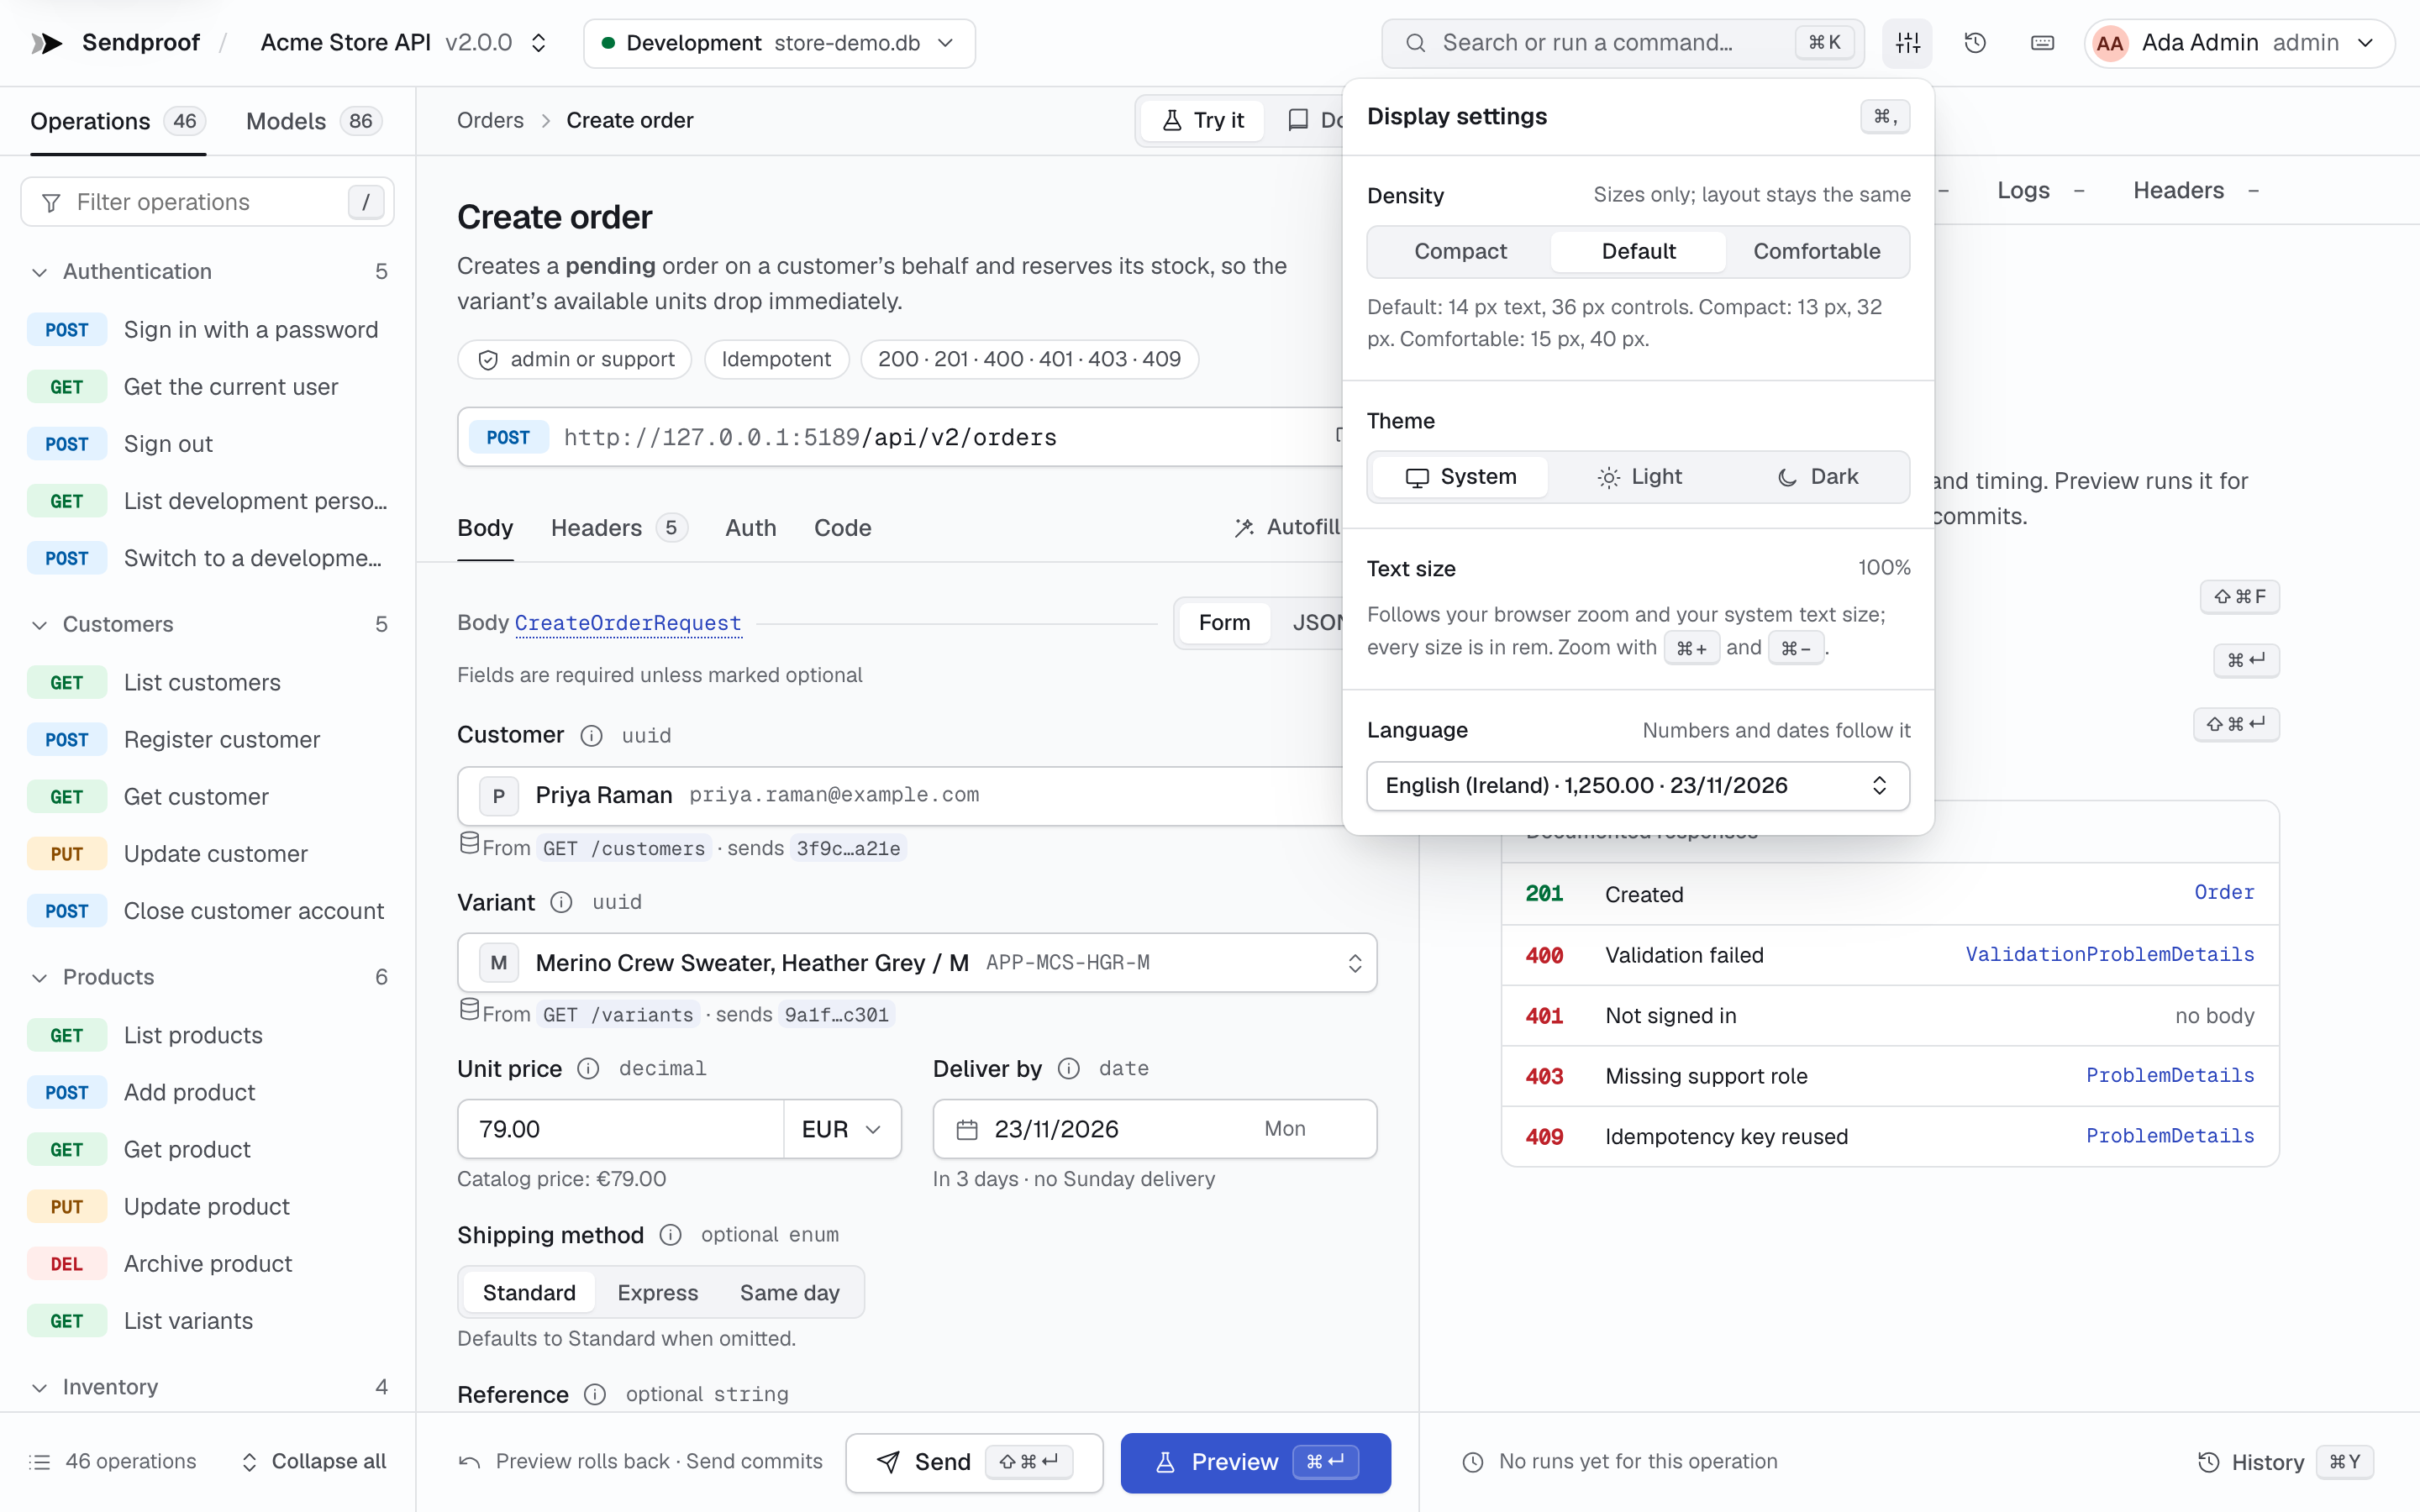 Sendproof / Acme Store API v2.0.0
Development store-demo.db
Search or run a command… ⌘K
AA Ada Admin admin
Operations 46 Models 86
Filter operations /
Authentication 5
POST Sign in with a password
GET Get the current user
POST Sign out
GET List development perso…
POST Switch to a developme…
Customers 5
GET List customers
POST Register customer
GET Get customer
PUT Update customer
POST Close customer account
Products 6
GET List products
POST Add product
GET Get product
PUT Update product
DEL Archive product
GET List variants
Inventory 4
46 operations Collapse all
Orders > Create order
Try it
Create order
Creates a pending order on a customer’s behalf and reserves its stock, so the
variant’s available units drop immediately.
admin or support Idempotent 200 · 201 · 400 · 401 · 403 · 409
POST http://127.0.0.1:5189/api/v2/orders
Body Headers 5 Auth Code Autofill
Body CreateOrderRequest Form JSON
Fields are required unless marked optional
Customer uuid
P Priya Raman priya.raman@example.com
From GET /customers · sends 3f9c…a21e
Variant uuid
M Merino Crew Sweater, Heather Grey / M APP-MCS-HGR-M
From GET /variants · sends 9a1f…c301
Unit price decimal
79.00 EUR
Catalog price: €79.00
Deliver by date
23/11/2026 Mon
In 3 days · no Sunday delivery
Shipping method optional enum
Standard Express Same day
Defaults to Standard when omitted.
Reference optional string
Preview rolls back · Send commits
Send ⇧⌘↵
Preview ⌘↵
Display settings ⌘,
Density Sizes only; layout stays the same
Compact Default Comfortable
Default: 14 px text, 36 px controls. Compact: 13 px, 32
px. Comfortable: 15 px, 40 px.
Theme
System Light Dark
Text size 100%
Follows your browser zoom and your system text size;
every size is in rem. Zoom with ⌘+ and ⌘−.
Language Numbers and dates follow it
English (Ireland) · 1,250.00 · 23/11/2026
– Logs – Headers –
and timing. Preview runs it for
commits.
⇧⌘F
⌘↵
⇧⌘↵
Documented responses
201 Created Order
400 Validation failed ValidationProblemDetails
401 Not signed in no body
403 Missing support role ProblemDetails
409 Idempotency key reused ProblemDetails
No runs yet for this operation
History ⌘Y